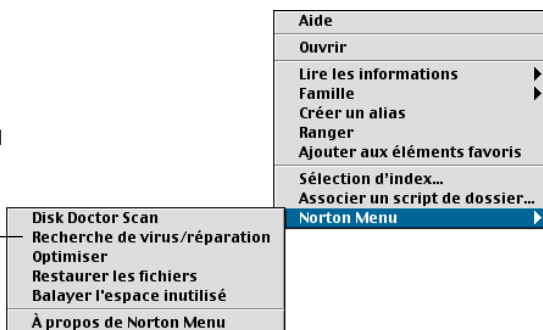 Aide
Ouvrir
Lire les informations
Famille
Créer un alias
Ranger
Ajouter aux éléments favoris
Sélection d'index...
Associer un script de dossier...
Norton Menu
Disk Doctor Scan
Recherche de virus/réparation
Optimiser
Restaurer les fichiers
Balayer l'espace inutilisé
À propos de Norton Menu